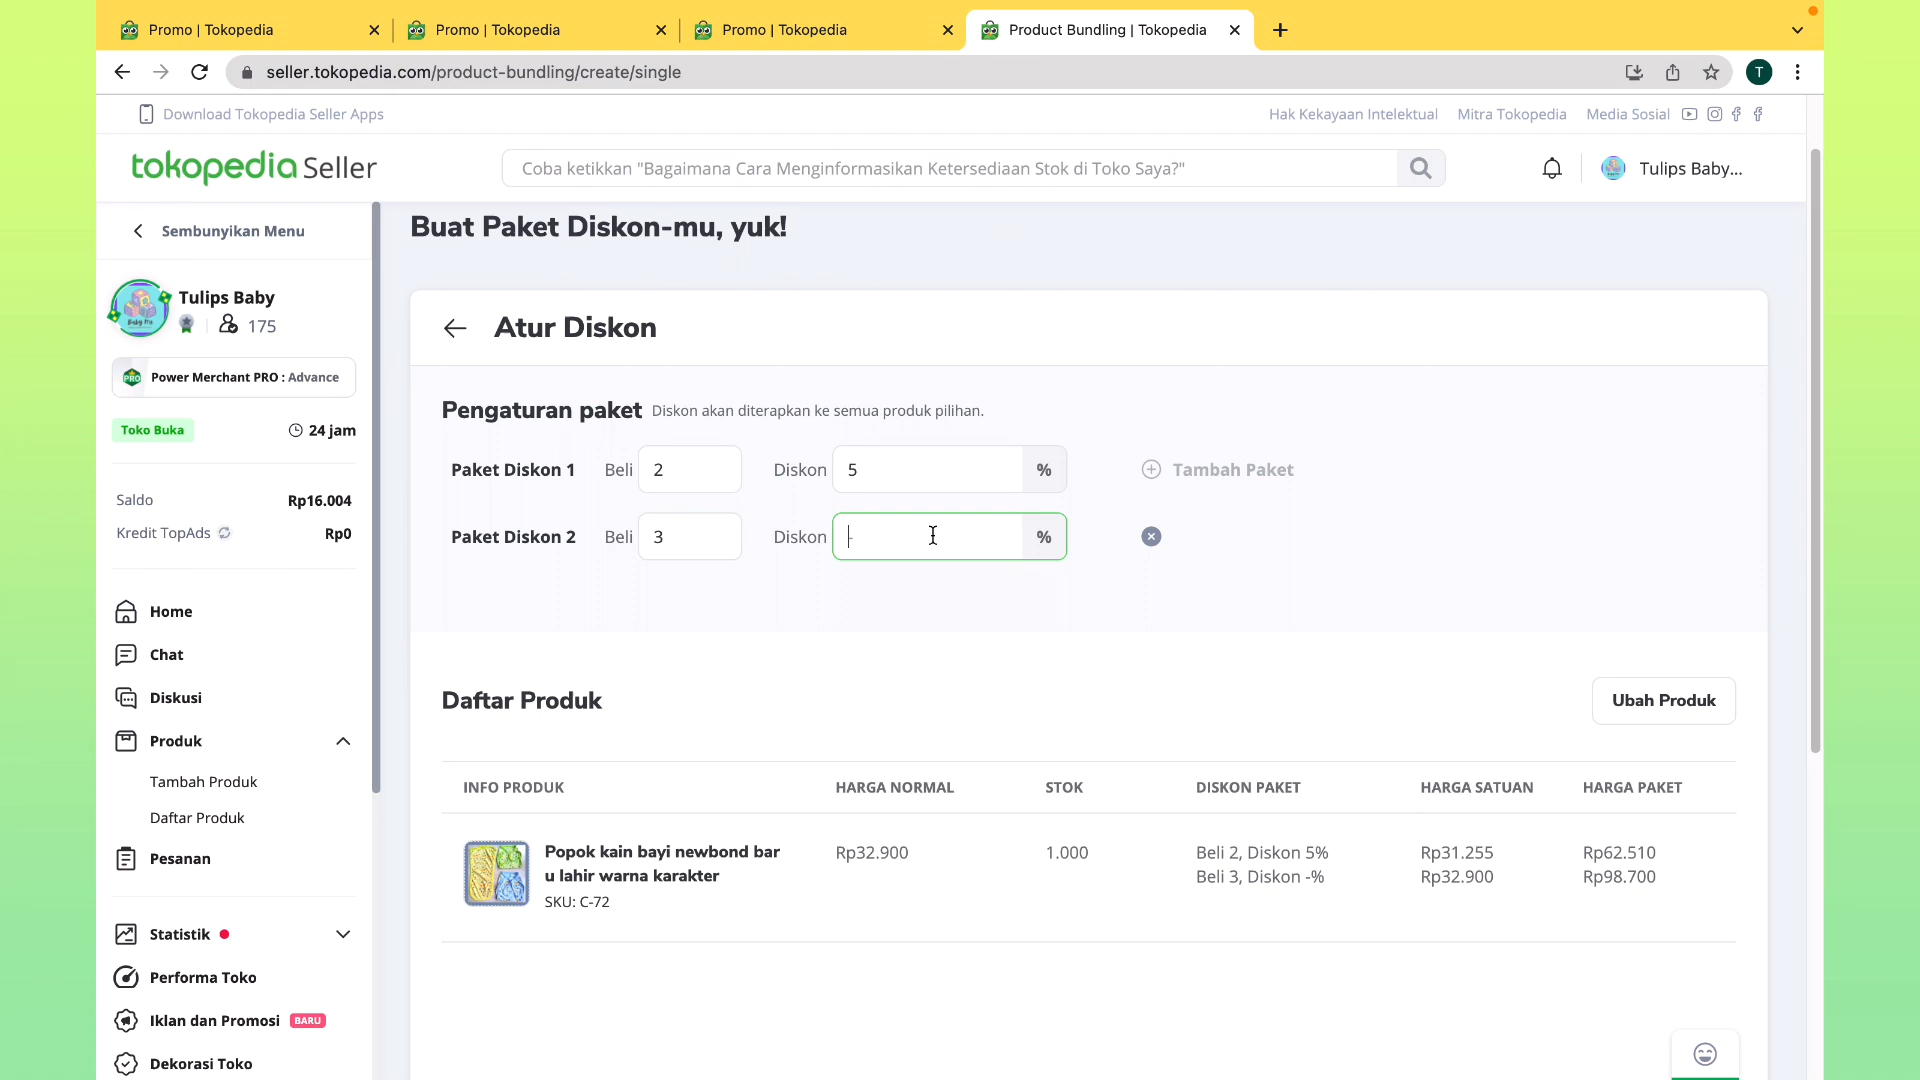 Promo | Tokopedia
Promo | Tokopedia
Promo | Tokopedia
Product Bundling | Tokopedia
seller.tokopedia.com/product-bundling/create/single
T
Download Tokopedia Seller Apps
Hak Kekayaan Intelektual
Mitra Tokopedia
Media Sosial
tokopedia Seller
Coba ketikkan "Bagaimana Cara Menginformasikan Ketersediaan Stok di Toko Saya?"
Tulips Baby...
Sembunyikan Menu
Tulips Baby
175
PRO
Power Merchant PRO : Advance
Toko Buka
24 jam
Saldo
Rp16.004
Kredit TopAds
Rp0
Home
Chat
Diskusi
Produk
Tambah Produk
Daftar Produk
Pesanan
Statistik
Performa Toko
Iklan dan Promosi
BARU
Dekorasi Toko
Buat Paket Diskon-mu, yuk!
Atur Diskon
Pengaturan paket
Diskon akan diterapkan ke semua produk pilihan.
Paket Diskon 1
Beli
2
Diskon
5
%
Tambah Paket
Paket Diskon 2
Beli
3
Diskon
-
%
Daftar Produk
Ubah Produk
INFO PRODUK
HARGA NORMAL
STOK
DISKON PAKET
HARGA SATUAN
HARGA PAKET
Popok kain bayi newbond bar
u lahir warna karakter
SKU: C-72
Rp32.900
1.000
Beli 2, Diskon 5%
Beli 3, Diskon -%
Rp31.255
Rp32.900
Rp62.510
Rp98.700